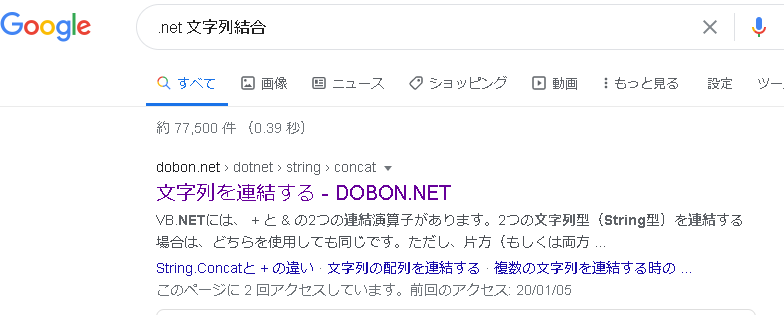 Google
.net 文字列結合
すべて 画像 ニュース ショッピング 動画 もっと見る 設定
約 77,500 件 （0.39 秒）
dobon.net › dotnet › string › concat
文字列を連結する - DOBON.NET
VB.NETには、 + と & の2つの連結演算子があります。2つの文字列型（String型）を連結する
場合は、どちらを使用しても同じです。ただし、片方（もしくは両方 ...
String.Concatと + の違い · 文字列の配列を連結する · 複数の文字列を連結する時の ...
このページに 2 回アクセスしています。前回のアクセス: 20/01/05